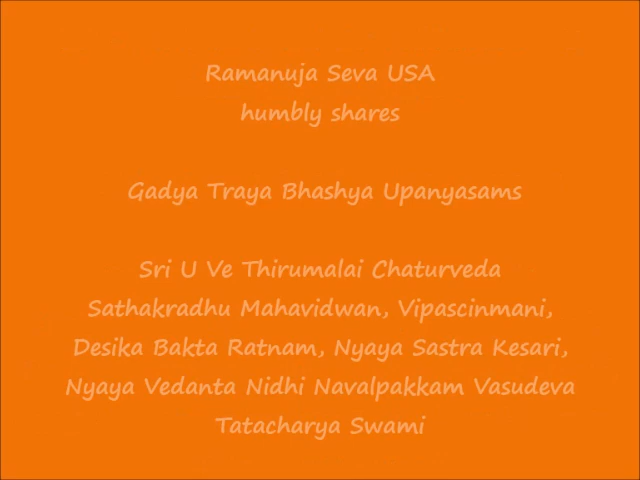 Ramanuja Seva USA
humbly shares
Gadya Traya Bhashya Upanyasams
Sri U Ve Thirumalai Chaturveda
Sathakradhu Mahavidwan, Vipascinmani,
Desika Bakta Ratnam, Nyaya Sastra Kesari,
Nyaya Vedanta Nidhi Navalpakkam Vasudeva
Tatacharya Swami